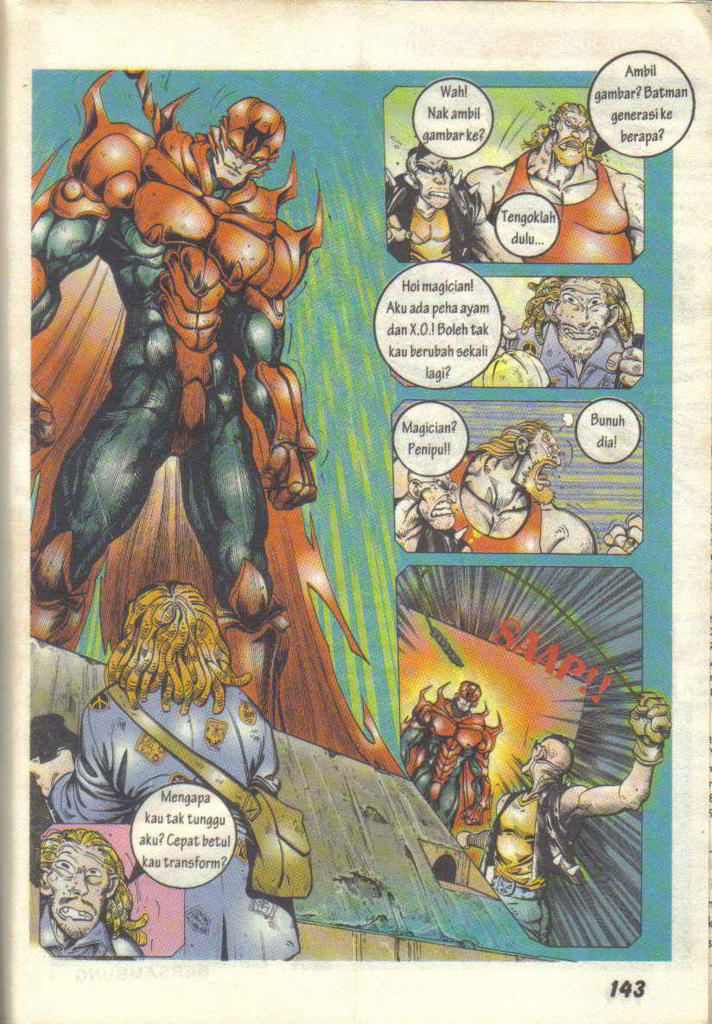 Mengapa
kau tak tunggu
aku? Cepat betul
kau transform?
Wah!
Nak ambil
gambar ke?
Ambil
gambar? Batman
generasi ke
berapa?
Tengoklah
dulu...
Hoi magician!
Aku ada peha ayam
dan X.O.! Boleh tak
kau berubah sekali
lagi?
Magician?
Penipu!!
Bunuh
dia!
SAAP!!
143